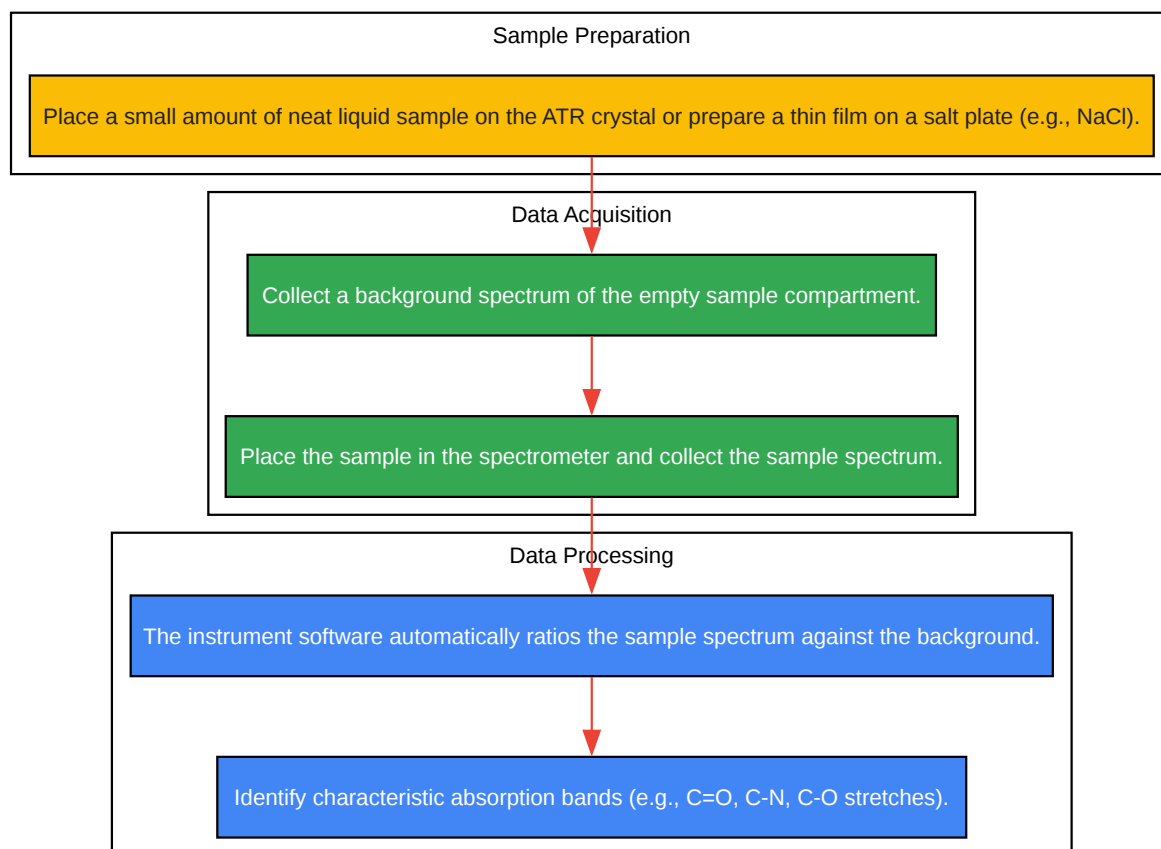 Sample Preparation
Place a small amount of neat liquid sample on the ATR crystal or prepare a thin film on a salt plate (e.g., NaCl).
Data Acquisition
Collect a background spectrum of the empty sample compartment.
Place the sample in the spectrometer and collect the sample spectrum.
Data Processing
The instrument software automatically ratios the sample spectrum against the background.
Identify characteristic absorption bands (e.g., C=O, C-N, C-O stretches).